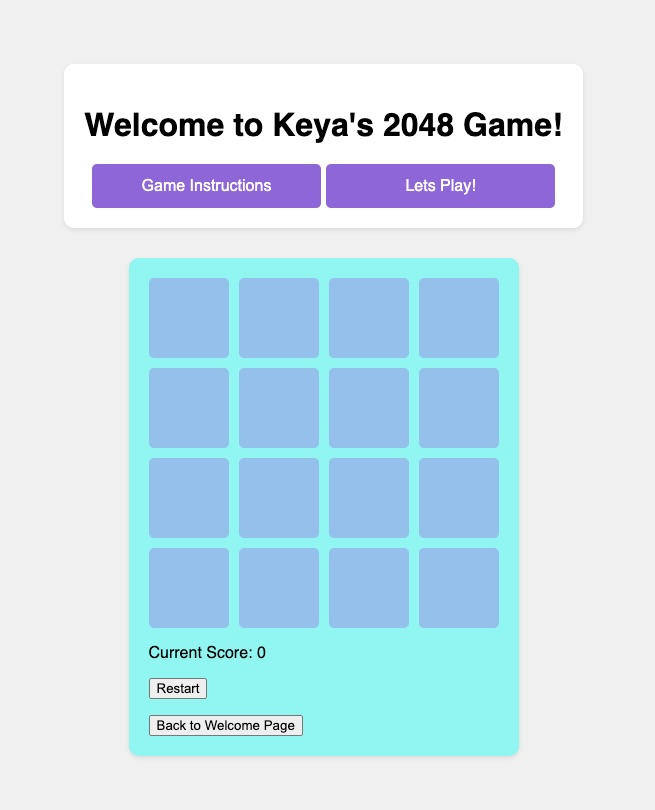 Welcome to Keya's 2048 Game!
Game Instructions
Lets Play!
Current Score: 0
Restart
Back to Welcome Page